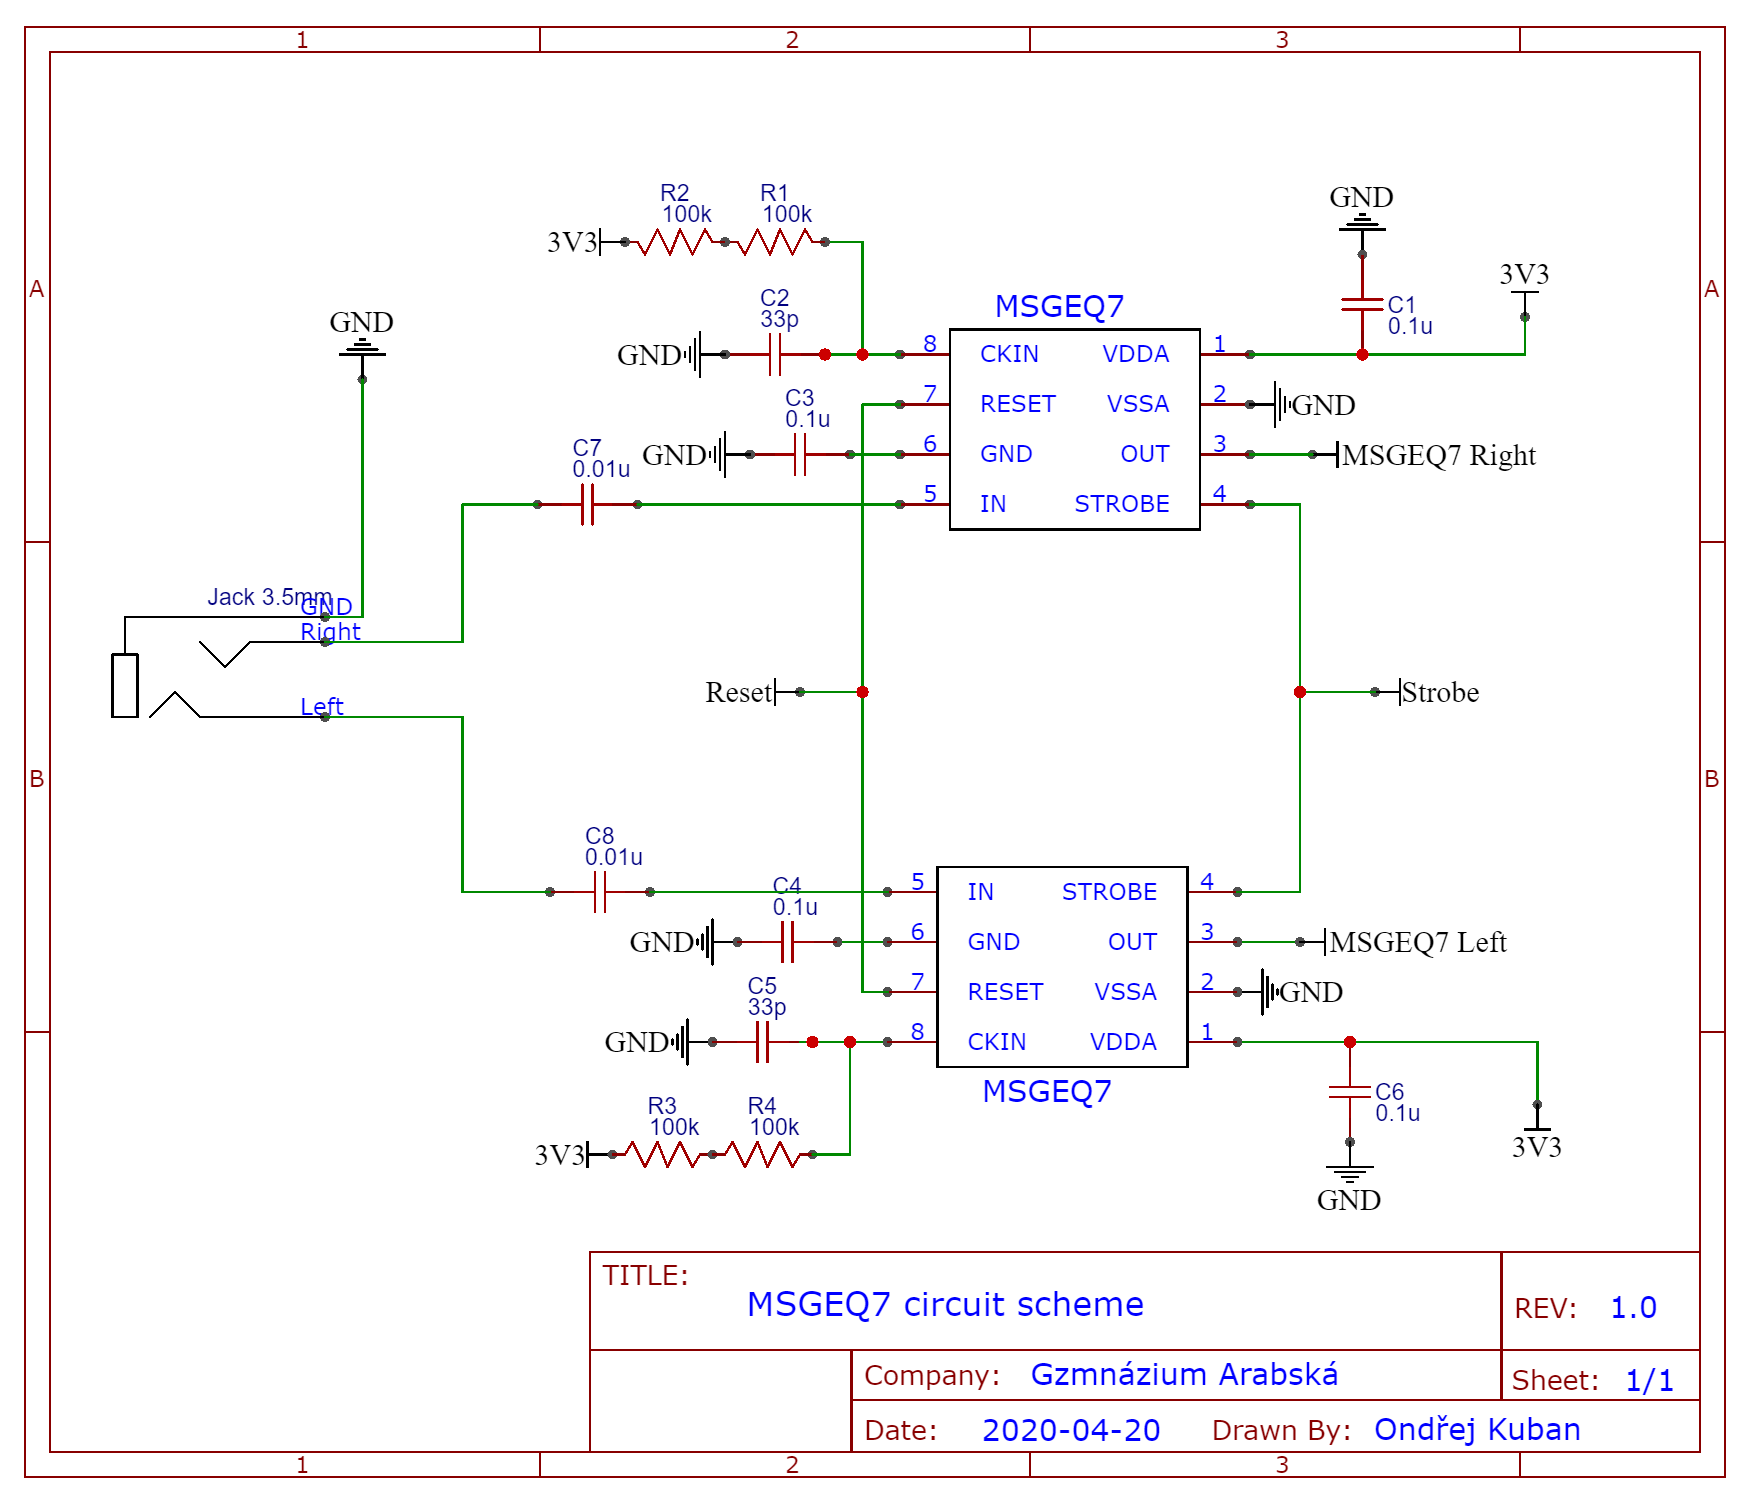 1 2 3
A A
B B
R2
100k
R1
100k
3V3
C2
33p
GND
C3
0.1u
GND
C7
0.01u
GND
MSGEQ7
8 CKIN VDDA 1
7 RESET VSSA 2
6 GND OUT 3
5 IN STROBE 4
GND
C1
0.1u
3V3
GND
MSGEQ7 Right
Jack 3.5mm
GND
Right
Left
Reset
Strobe
C8
0.01u
C4
0.1u
GND
C5
33p
GND
R3
100k
R4
100k
3V3
5 IN STROBE 4
6 GND OUT 3
7 RESET VSSA 2
8 CKIN VDDA 1
MSGEQ7
MSGEQ7 Left
GND
C6
0.1u
3V3
GND
TITLE:
MSGEQ7 circuit scheme
REV: 1.0
Company: Gzmnázium Arabská
Sheet: 1/1
Date: 2020-04-20 Drawn By: Ondřej Kuban
1 2 3